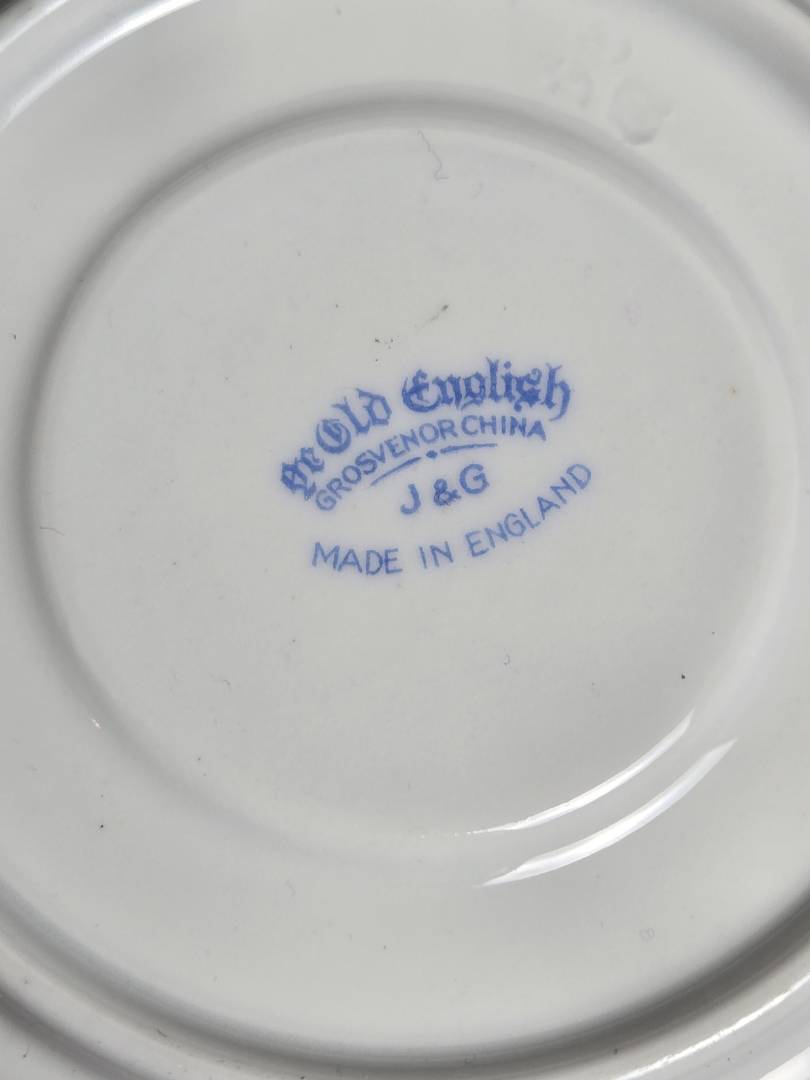 Ye Old English
GROSVENOR CHINA
J & G
MADE IN ENGLAND